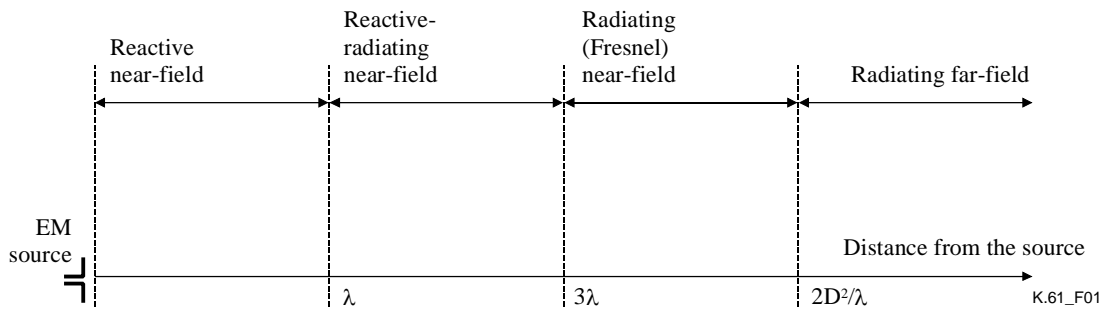 Reactive
near-field
Reactive-
radiating
near-field
Radiating
(Fresnel)
near-field
Radiating far-field
EM
source
Distance from the source
λ
3λ
2D²/λ
K.61_F01